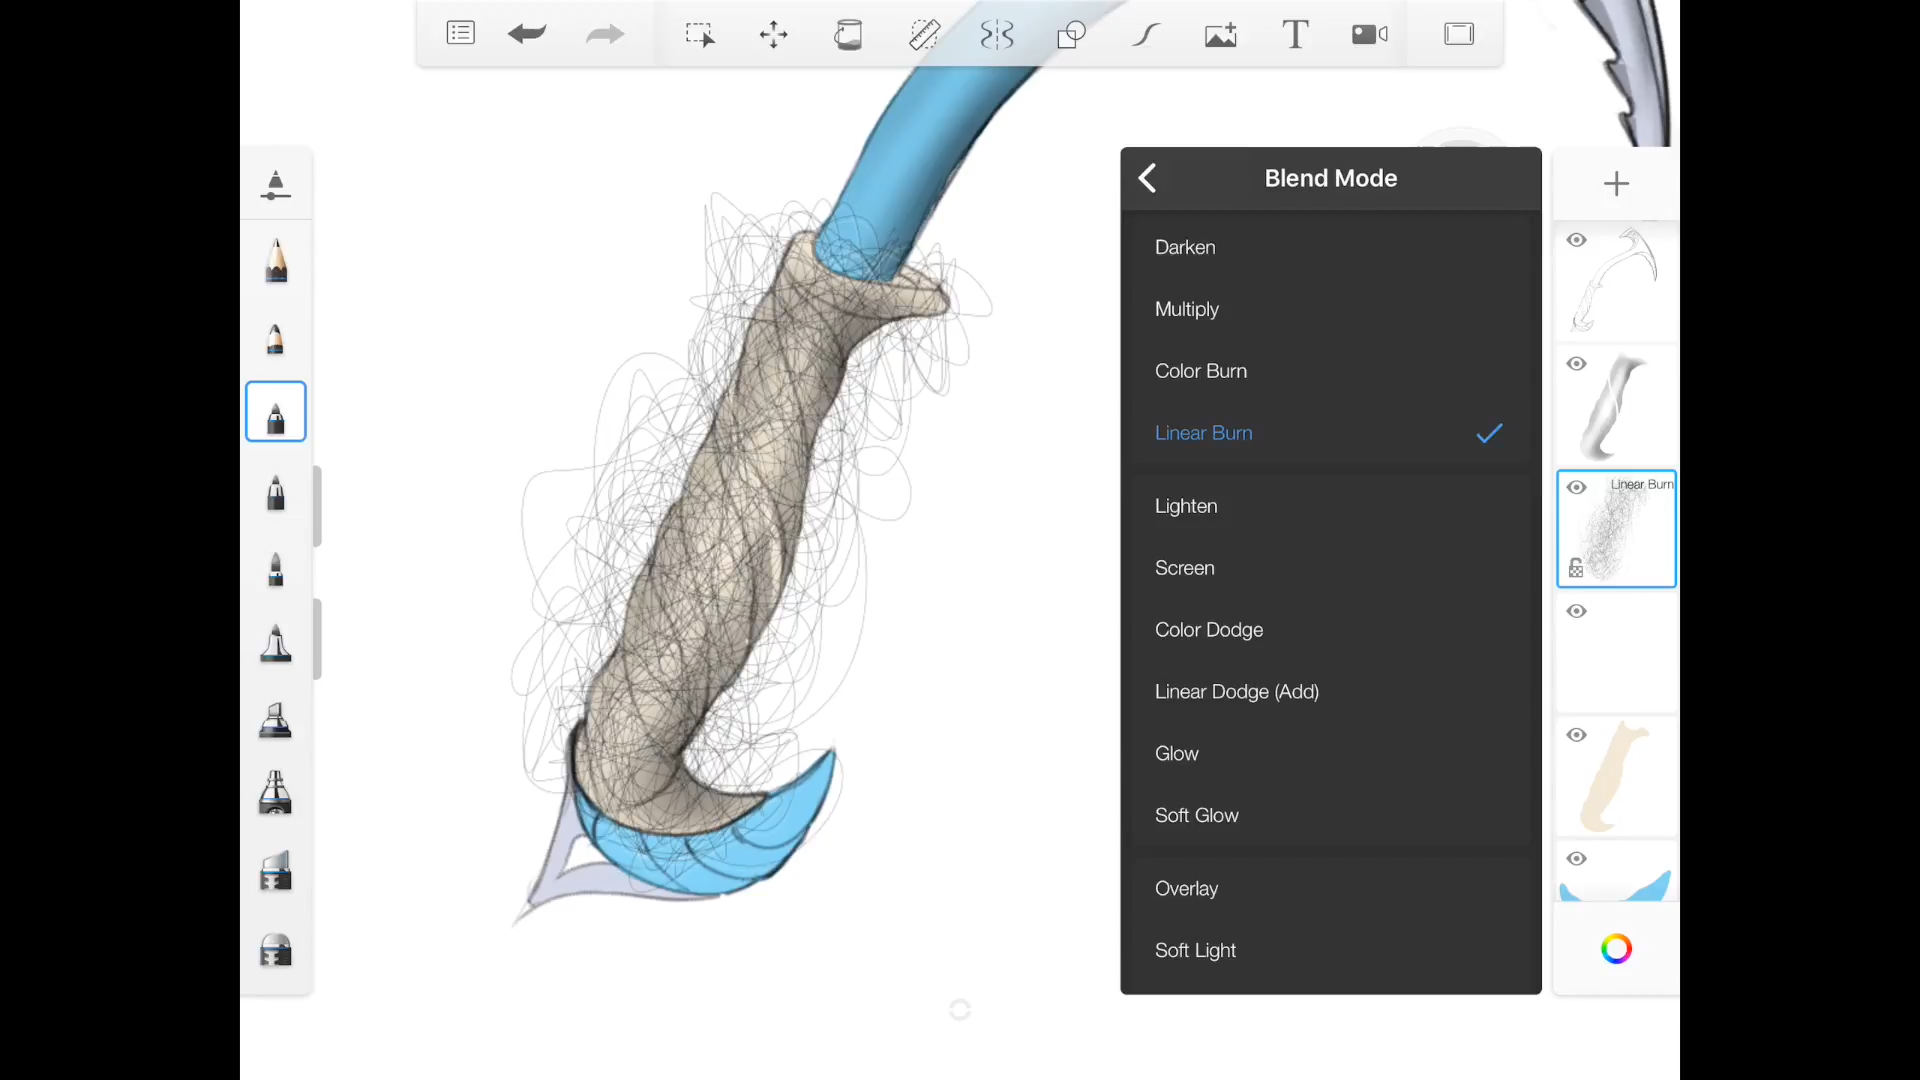 T
Blend Mode
Darken
Multiply
Color Burn
Linear Burn
Lighten
Screen
Color Dodge
Linear Dodge (Add)
Glow
Soft Glow
Overlay
Soft Light
Linear Burn